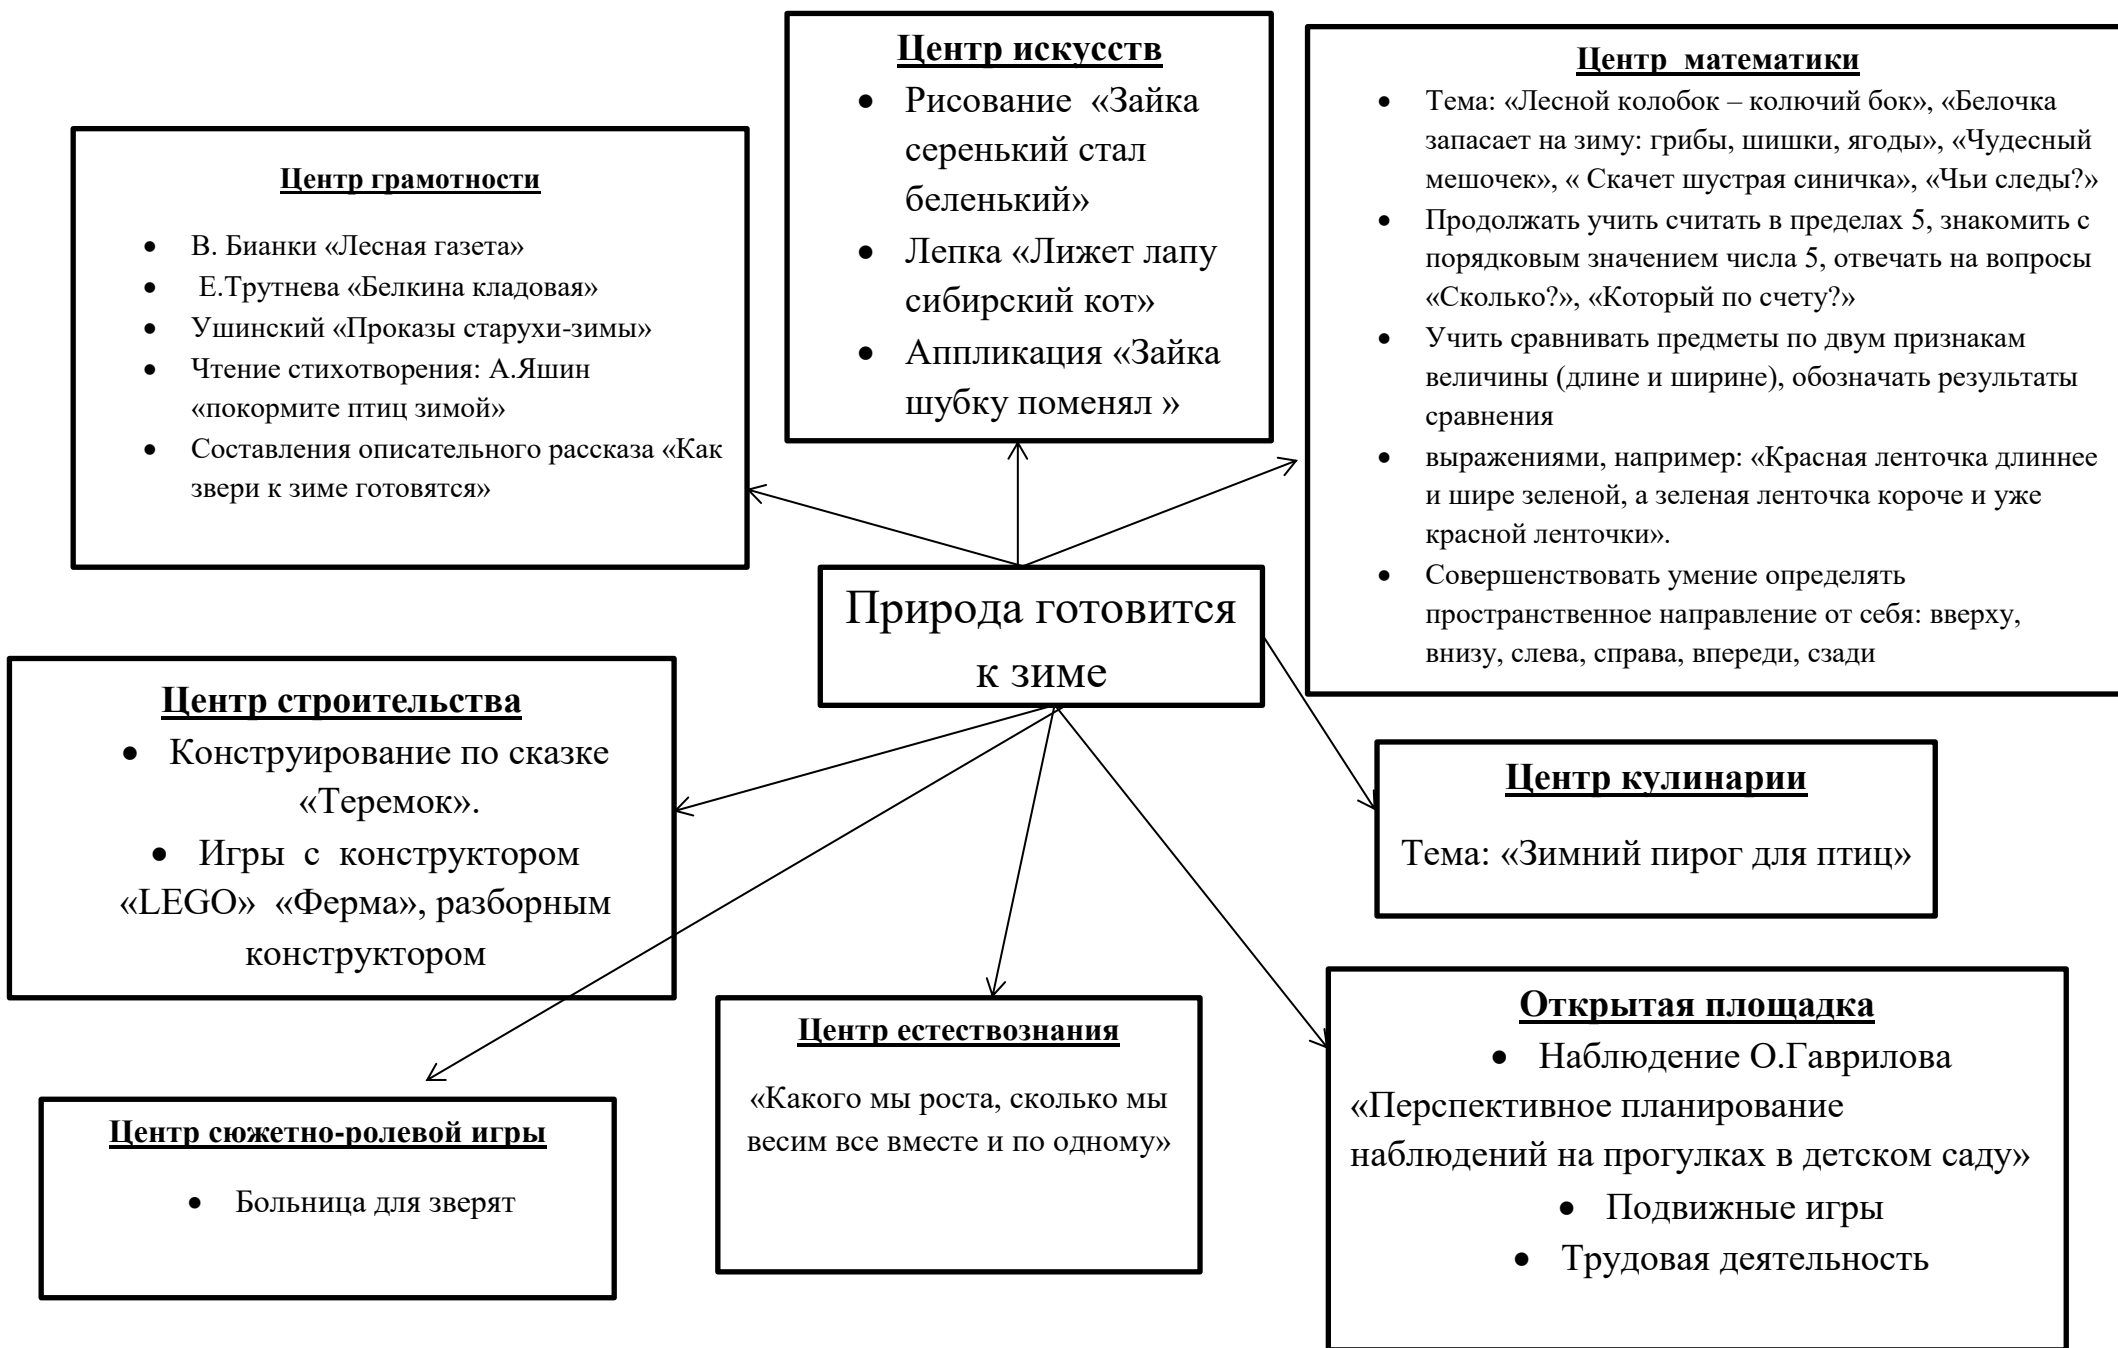 Центр искусств
• Рисование «Зайка
серенький стал
беленький»
• Лепка «Лижет лапу
сибирский кот»
• Аппликация «Зайка
шубку поменял »
Центр математики
• Тема: «Лесной колобок – колючий бок», «Белочка
запасает на зиму: грибы, шишки, ягоды», «Чудесный
мешочек», « Скачет шустрая синичка», «Чьи следы?»
• Продолжать учить считать в пределах 5, знакомить с
порядковым значением числа 5, отвечать на вопросы
«Сколько?», «Который по счету?»
• Учить сравнивать предметы по двум признакам
величины (длине и ширине), обозначать результаты
сравнения
• выражениями, например: «Красная ленточка длиннее
и шире зеленой, а зеленая ленточка короче и уже
красной ленточки».
• Совершенствовать умение определять
пространственное направление от себя: вверху,
внизу, слева, справа, впереди, сзади
Центр грамотности
• В. Бианки «Лесная газета»
• Е.Трутнева «Белкина кладовая»
• Ушинский «Проказы старухи-зимы»
• Чтение стихотворения: А.Яшин
«покормите птиц зимой»
• Составления описательного рассказа «Как
звери к зиме готовятся»
Природа готовится
к зиме
Центр строительства
• Конструирование по сказке
«Теремок».
• Игры с конструктором
«LEGO» «Ферма», разборным
конструктором
Центр кулинарии
Тема: «Зимний пирог для птиц»
Центр сюжетно-ролевой игры
• Больница для зверят
Центр естествознания
«Какого мы роста, сколько мы
весим все вместе и по одному»
Открытая площадка
• Наблюдение О.Гаврилова
«Перспективное планирование
наблюдений на прогулках в детском саду»
• Подвижные игры
• Трудовая деятельность